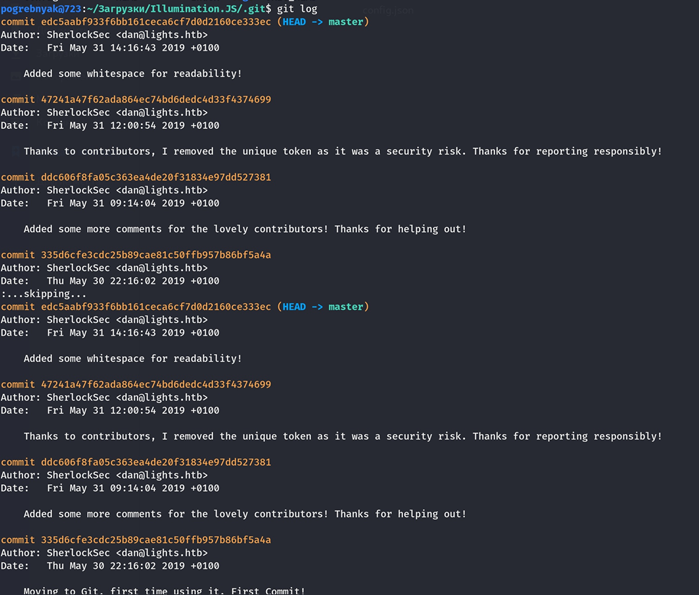 pogrebnyak@723:~/Загрузки/Illumination.JS/.git$ git log
commit edc5aabf933f6bb161ceca6cf7d0d2160ce333ec (HEAD -> master)
Author: SherlockSec <dan@lights.htb>
Date:   Fri May 31 14:16:43 2019 +0100
Added some whitespace for readability!
commit 47241a47f62ada864ec74bd6dedc4d33f4374699
Author: SherlockSec <dan@lights.htb>
Date:   Fri May 31 12:00:54 2019 +0100
Thanks to contributors, I removed the unique token as it was a security risk. Thanks for reporting responsibly!
commit ddc606f8fa05c363ea4de20f31834e97dd527381
Author: SherlockSec <dan@lights.htb>
Date:   Fri May 31 09:14:04 2019 +0100
Added some more comments for the lovely contributors! Thanks for helping out!
commit 335d6cfe3cdc25b89cae81c50ffb957b86bf5a4a
Author: SherlockSec <dan@lights.htb>
Date:   Thu May 30 22:16:02 2019 +0100
:...skipping...
commit edc5aabf933f6bb161ceca6cf7d0d2160ce333ec (HEAD -> master)
Author: SherlockSec <dan@lights.htb>
Date:   Fri May 31 14:16:43 2019 +0100
Added some whitespace for readability!
commit 47241a47f62ada864ec74bd6dedc4d33f4374699
Author: SherlockSec <dan@lights.htb>
Date:   Fri May 31 12:00:54 2019 +0100
Thanks to contributors, I removed the unique token as it was a security risk. Thanks for reporting responsibly!
commit ddc606f8fa05c363ea4de20f31834e97dd527381
Author: SherlockSec <dan@lights.htb>
Date:   Fri May 31 09:14:04 2019 +0100
Added some more comments for the lovely contributors! Thanks for helping out!
commit 335d6cfe3cdc25b89cae81c50ffb957b86bf5a4a
Author: SherlockSec <dan@lights.htb>
Date:   Thu May 30 22:16:02 2019 +0100
Moving to Git, first time using it. First Commit!